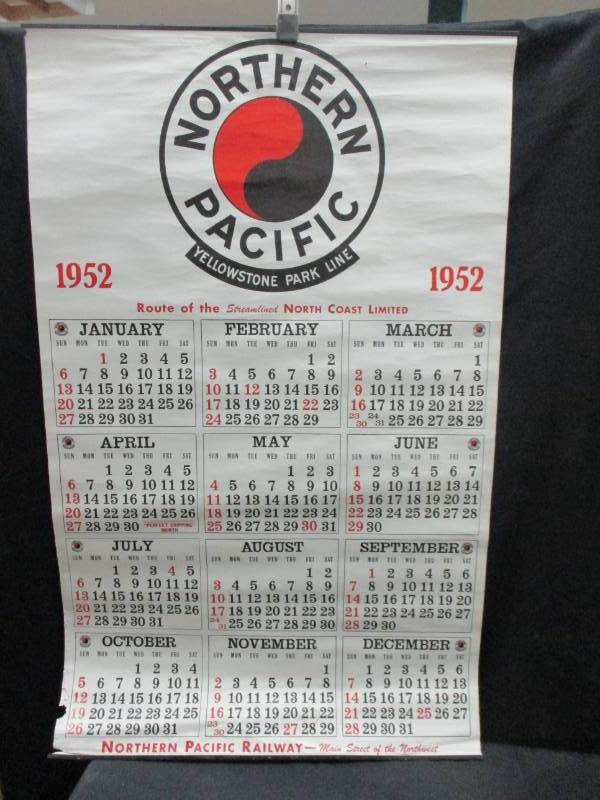 NORTHERN
PACIFIC
YELLOWSTONE PARK LINE
1952 1952
Route of the Streamlined NORTH COAST LIMITED
JANUARY
SUN MON TUE WED THU FRI SAT
1 2 3 4 5
6 7 8 9 10 11 12
13 14 15 16 17 18 19
20 21 22 23 24 25 26
27 28 29 30 31
FEBRUARY
SUN MON TUE WED THU FRI SAT
1 2
3 4 5 6 7 8 9
10 11 12 13 14 15 16
17 18 19 20 21 22 23
24 25 26 27 28 29
MARCH
SUN MON TUE WED THU FRI SAT
1
2 3 4 5 6 7 8
9 10 11 12 13 14 15
16 17 18 19 20 21 22
23/30 24/31 25 26 27 28 29
APRIL
SUN MON TUE WED THU FRI SAT
1 2 3 4 5
6 7 8 9 10 11 12
13 14 15 16 17 18 19
20 21 22 23 24 25 26
27 28 29 30 "PERFECT SHIPPING" MONTH
MAY
SUN MON TUE WED THU FRI SAT
1 2 3
4 5 6 7 8 9 10
11 12 13 14 15 16 17
18 19 20 21 22 23 24
25 26 27 28 29 30 31
JUNE
SUN MON TUE WED THU FRI SAT
1 2 3 4 5 6 7
8 9 10 11 12 13 14
15 16 17 18 19 20 21
22 23 24 25 26 27 28
29 30
JULY
SUN MON TUE WED THU FRI SAT
1 2 3 4 5
6 7 8 9 10 11 12
13 14 15 16 17 18 19
20 21 22 23 24 25 26
27 28 29 30 31
AUGUST
SUN MON TUE WED THU FRI SAT
1 2
3 4 5 6 7 8 9
10 11 12 13 14 15 16
17 18 19 20 21 22 23
24/31 25 26 27 28 29 30
SEPTEMBER
SUN MON TUE WED THU FRI SAT
1 2 3 4 5 6
7 8 9 10 11 12 13
14 15 16 17 18 19 20
21 22 23 24 25 26 27
28 29 30
OCTOBER
SUN MON TUE WED THU FRI SAT
1 2 3 4
5 6 7 8 9 10 11
12 13 14 15 16 17 18
19 20 21 22 23 24 25
26 27 28 29 30 31
NOVEMBER
SUN MON TUE WED THU FRI SAT
1
2 3 4 5 6 7 8
9 10 11 12 13 14 15
16 17 18 19 20 21 22
23/30 24 25 26 27 28 29
DECEMBER
SUN MON TUE WED THU FRI SAT
1 2 3 4 5 6
7 8 9 10 11 12 13
14 15 16 17 18 19 20
21 22 23 24 25 26 27
28 29 30 31
NORTHERN PACIFIC RAILWAY—Main Street of the Northwest